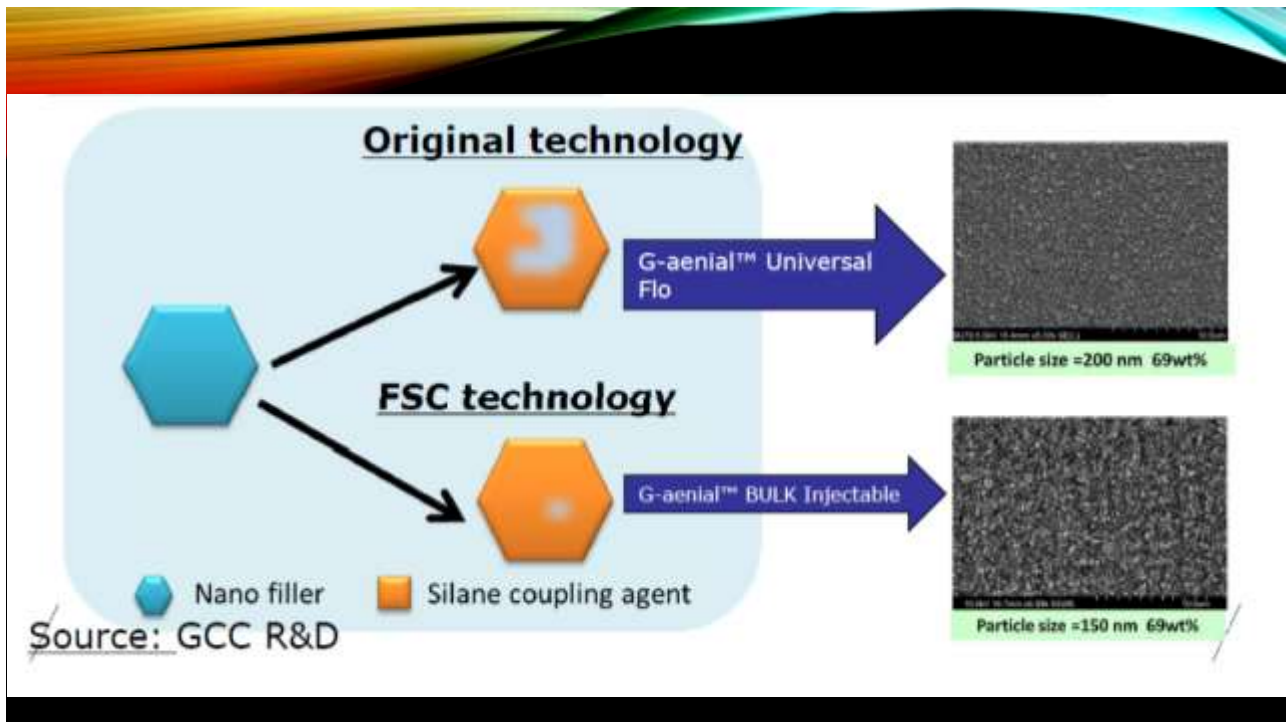 Original technology
G-aenial™ Universal
Flo
Particle size =200 nm 69wt%
FSC technology
G-aenial™ BULK Injectable
Particle size =150 nm 69wt%
Nano filler
Silane coupling agent
Source: GCC R&D